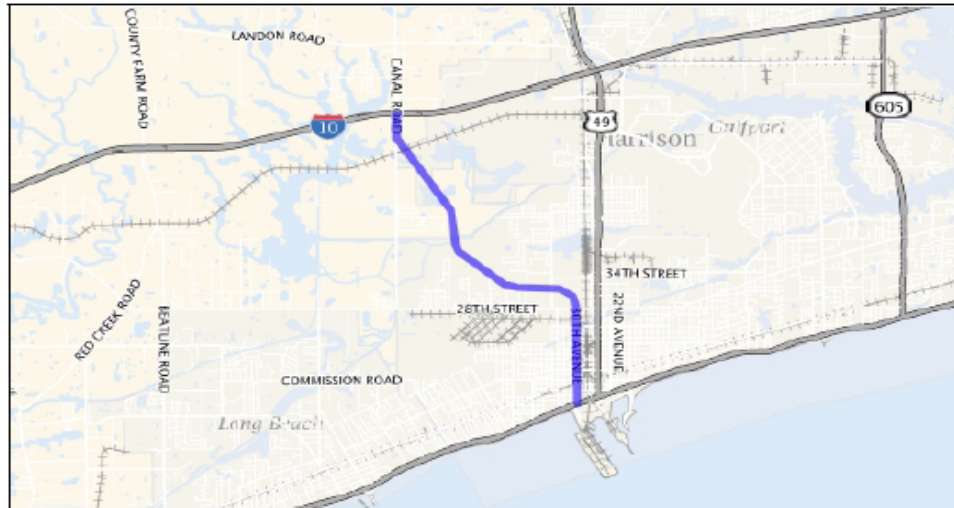 COUNTY FARM ROAD
LANDON ROAD
CANAL ROAD
10
49
605
Harrison
Gulfport
34TH STREET
28TH STREET
22ND AVENUE
30TH AVENUE
RED CREEK ROAD
BEATLINE ROAD
COMMISSION ROAD
Long Beach